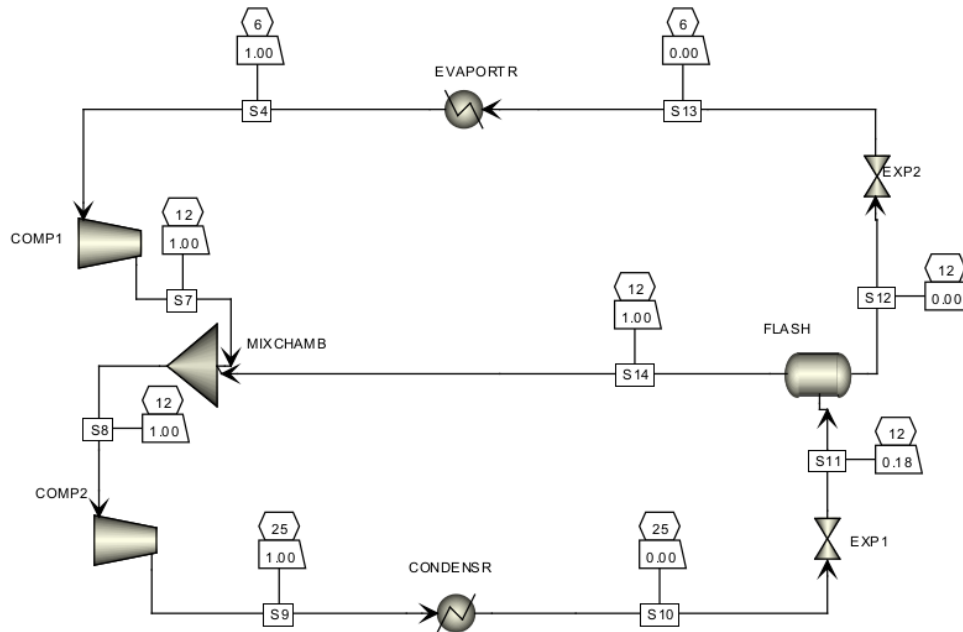 6
1.00
S4
EVAPORTR
6
0.00
S13
EXP2
COMP1
12
1.00
S7
12
1.00
S14
12
0.00
S12
FLASH
MIXCHAMB
12
1.00
S8
12
0.18
S11
COMP2
25
1.00
S9
CONDENSR
25
0.00
S10
EXP1